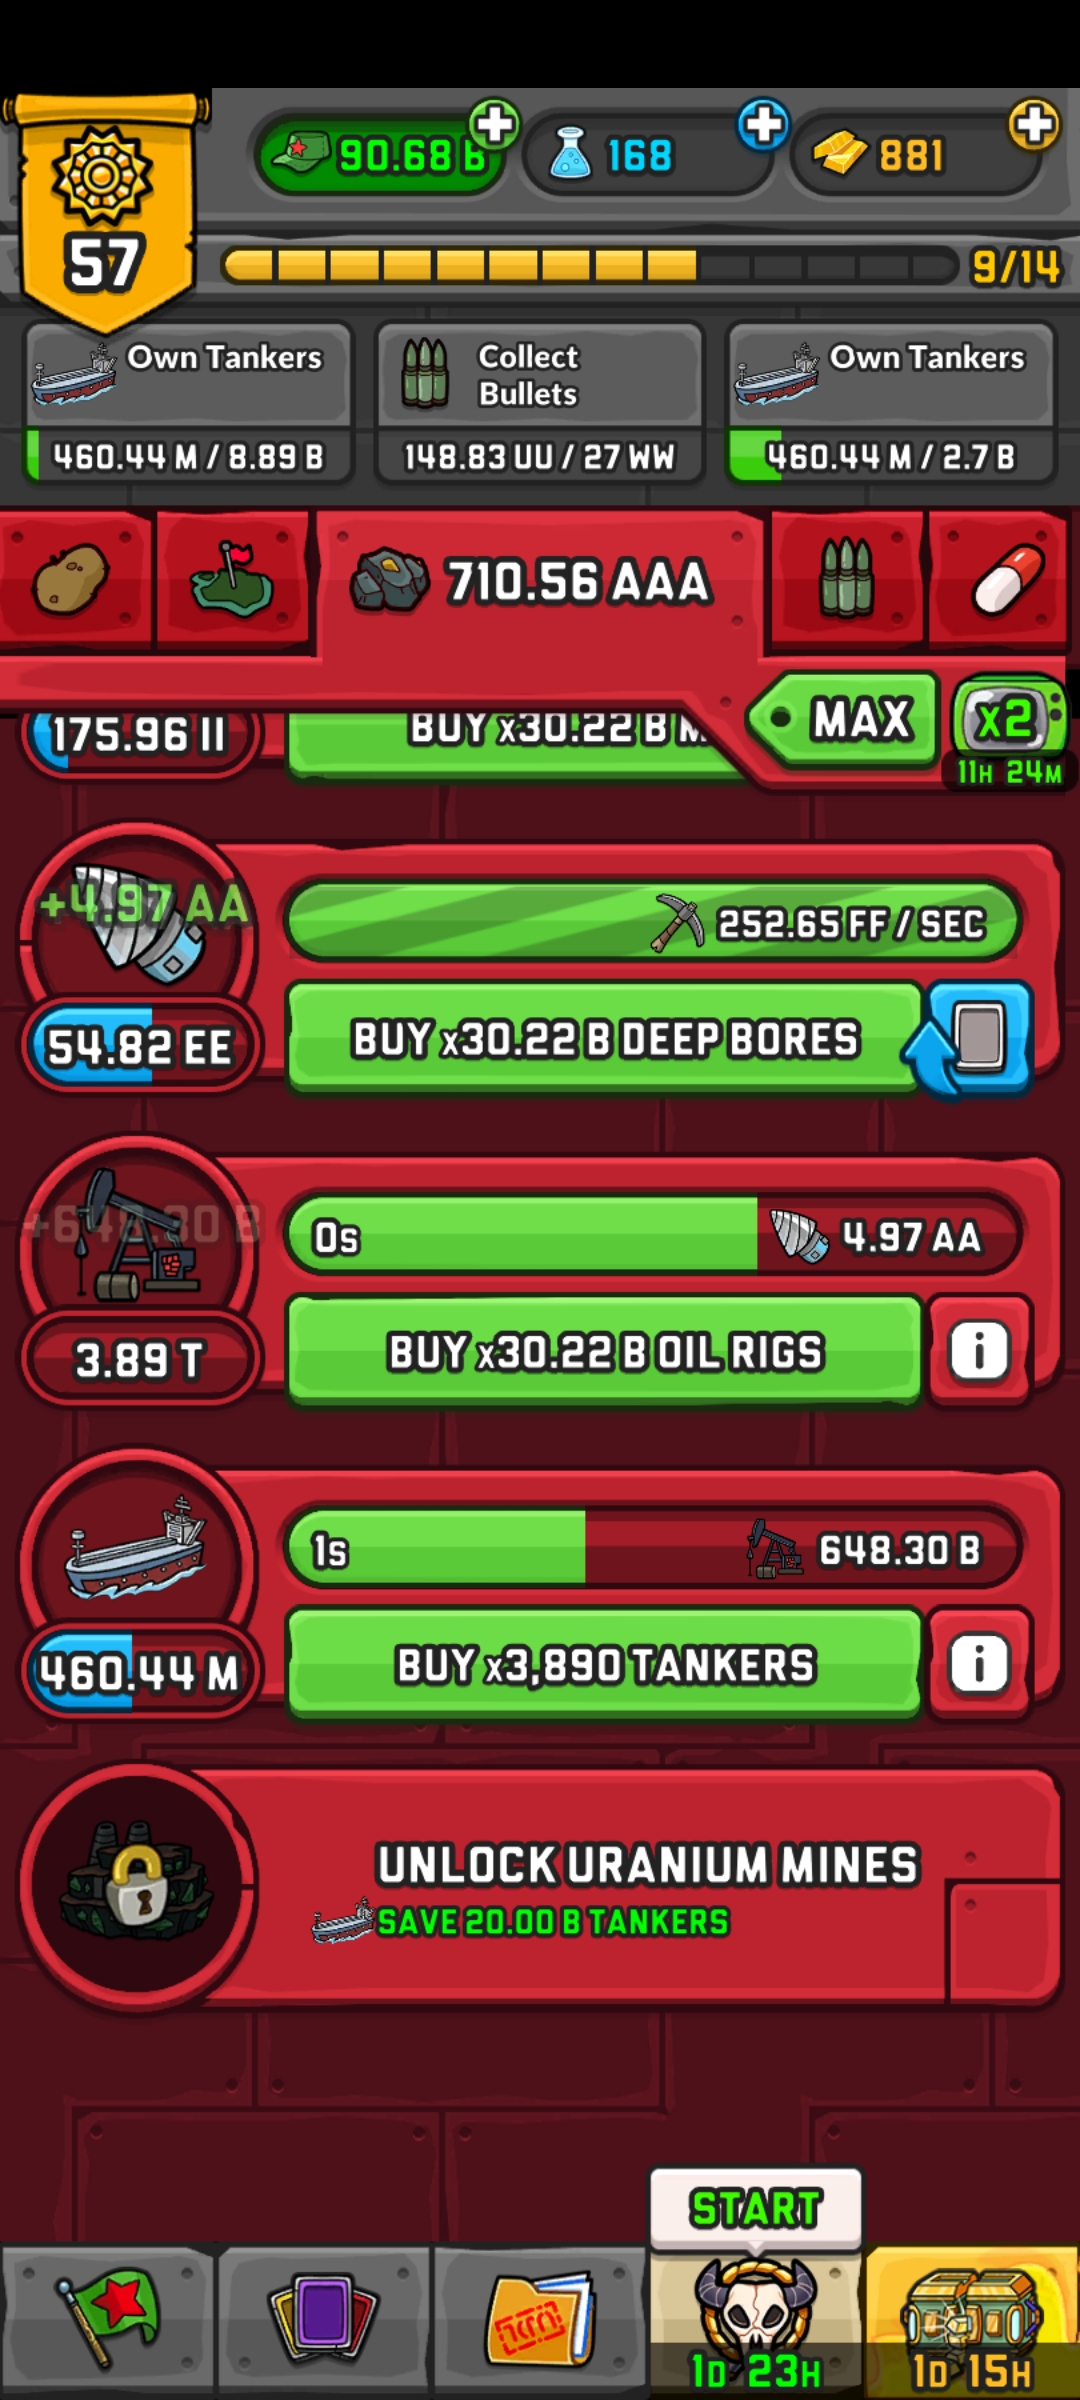 90.68 B
168
881
57
9/14
Own Tankers
460.44 M / 8.89 B
Collect
Bullets
148.83 UU / 27 WW
Own Tankers
460.44 M / 2.7 B
710.56 AAA
MAX
x2
11H 24M
175.96 II
BUY x30.22 B M
+4.97 AA
252.65 FF / SEC
54.82 EE
BUY x30.22 B DEEP BORES
+648.30 B
0s
4.97 AA
3.89 T
BUY x30.22 B OIL RIGS
i
1s
648.30 B
460.44 M
BUY x3,890 TANKERS
i
UNLOCK URANIUM MINES
SAVE 20.00 B TANKERS
START
1D 23H
1D 15H